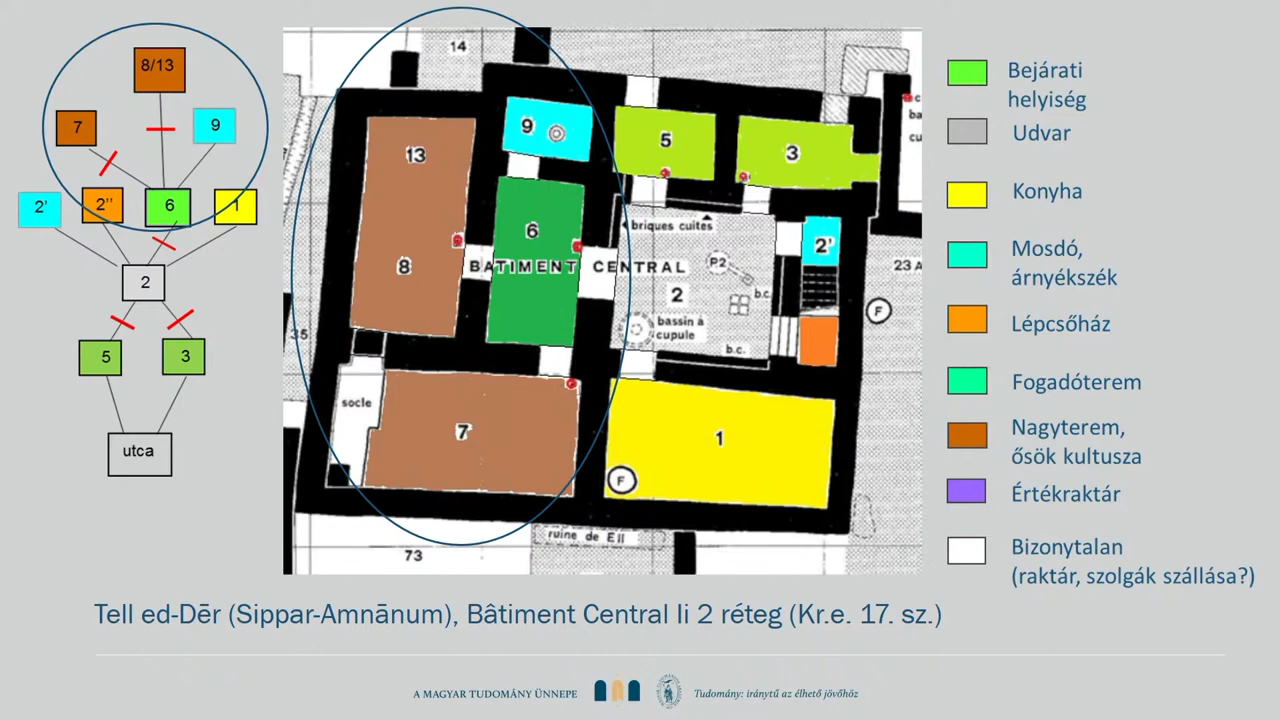 8/13
7
9
2'
2''
6
1
2
5
3
utca
14
13
9
5
3
6
8
BATIMENT CENTRAL
briques cuites
P2
2
b.c.
2'
23 A
F
bassin à
cupule
b.c.
35
socle
7
1
F
73
ruine de E II
Bejárati
helyiség
Udvar
Konyha
Mosdó,
árnyékszék
Lépcsőház
Fogadóterem
Nagyterem,
ősök kultusza
Értékraktár
Bizonytalan
(raktár, szolgák szállása?)
Tell ed-Dēr (Sippar-Amnānum), Bâtiment Central Ii 2 réteg (Kr.e. 17. sz.)
A MAGYAR TUDOMÁNY ÜNNEPE
Tudomány: iránytű az élhető jövőhöz